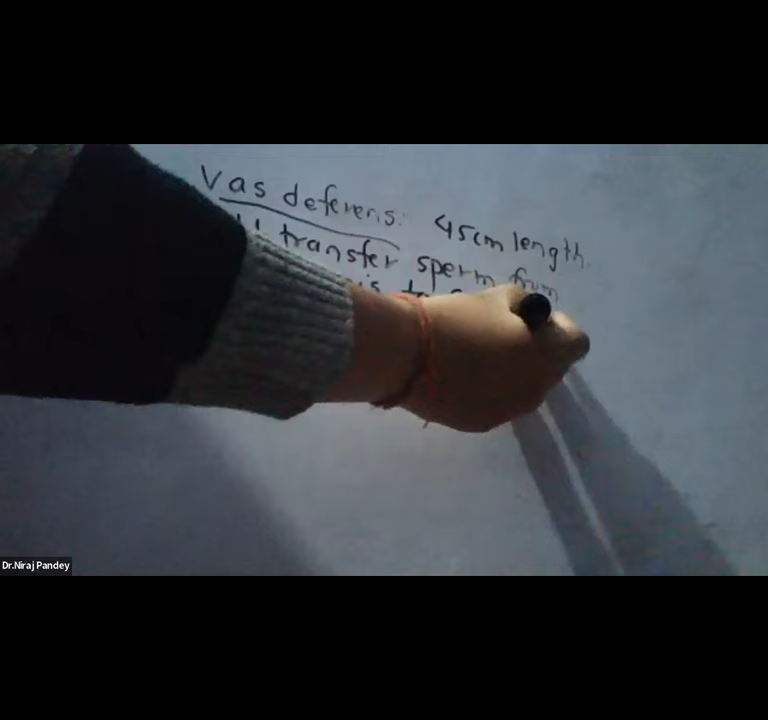 Vas deferens: 45cm length.
transfer sperm from
Dr.Niraj Pandey